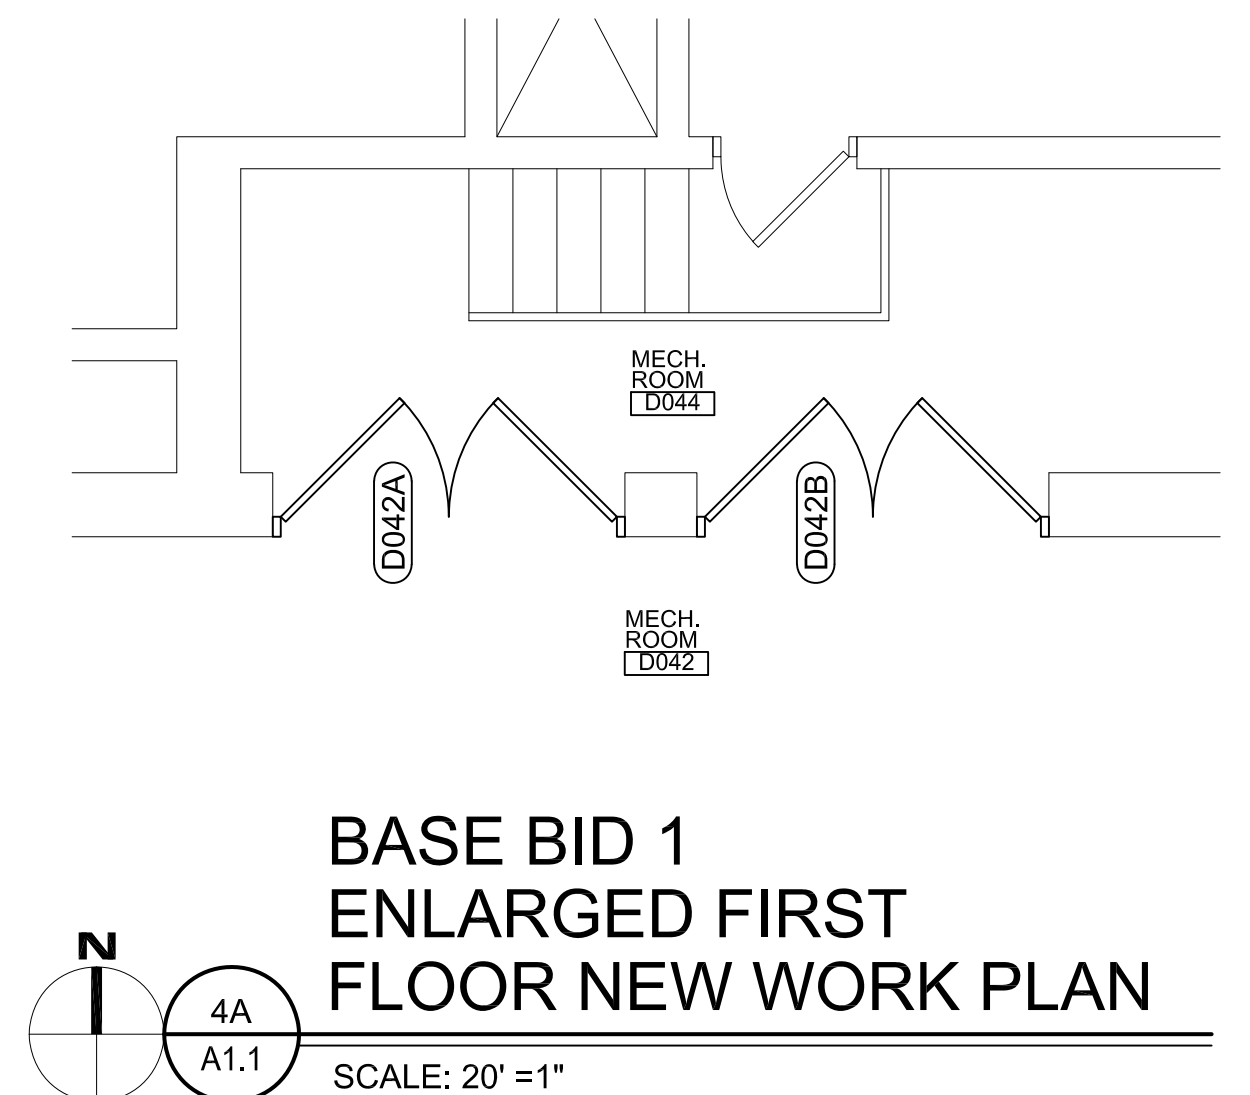 MECH.
ROOM
D044
D042A
D042B
MECH.
ROOM
D042
BASE BID 1
ENLARGED FIRST
FLOOR NEW WORK PLAN
N
4A
A1.1
SCALE: 20' =1"